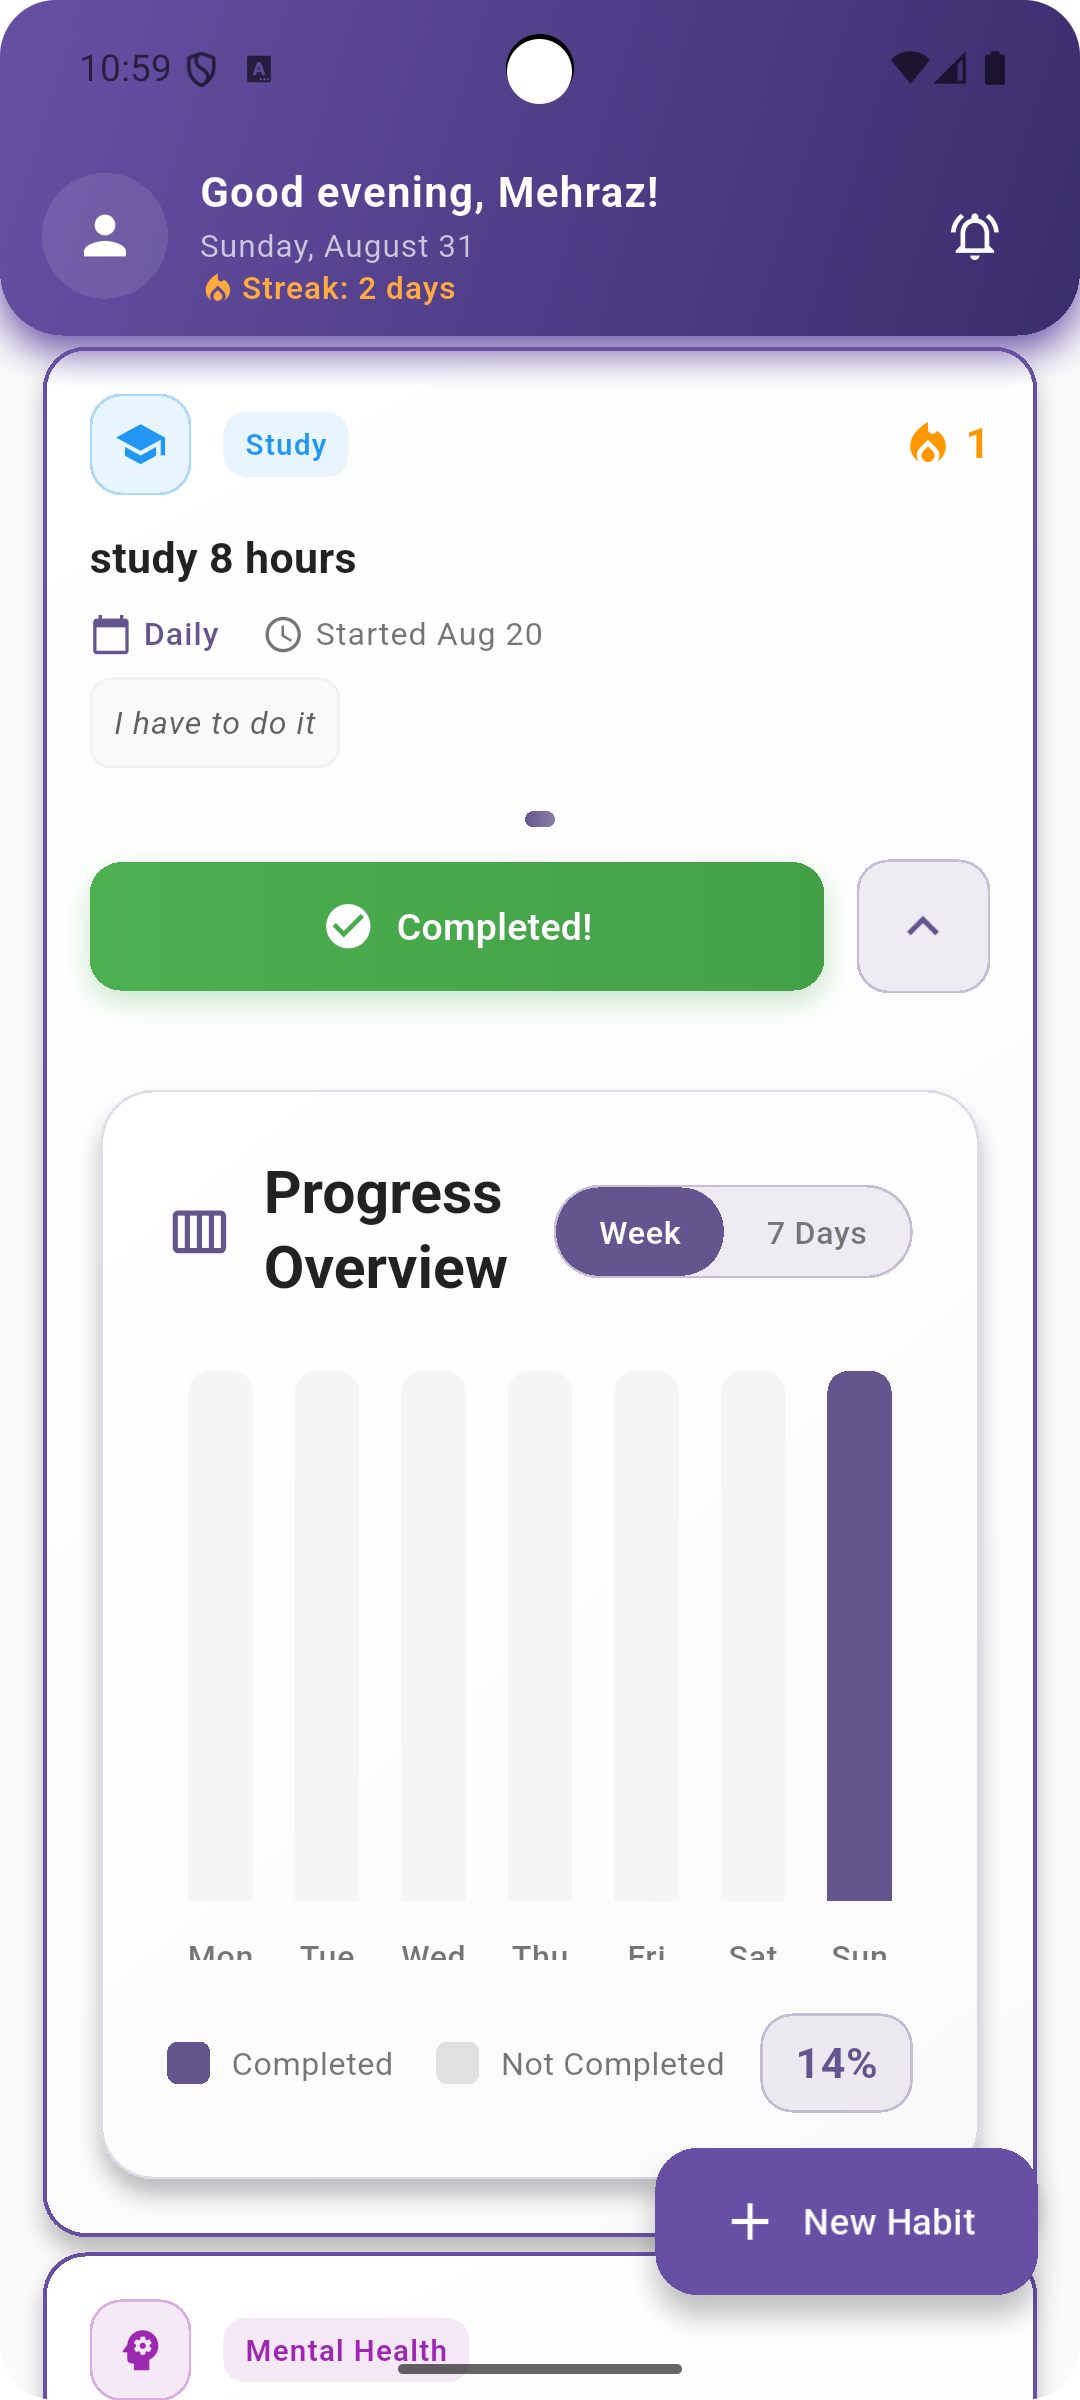 10:59
Good evening, Mehraz!
Sunday, August 31
Streak: 2 days
Study
1
study 8 hours
Daily
Started Aug 20
I have to do it
Completed!
Progress
Overview
Week
7 Days
Mon Tue Wed Thu Fri Sat Sun
Completed
Not Completed
14%
New Habit
Mental Health